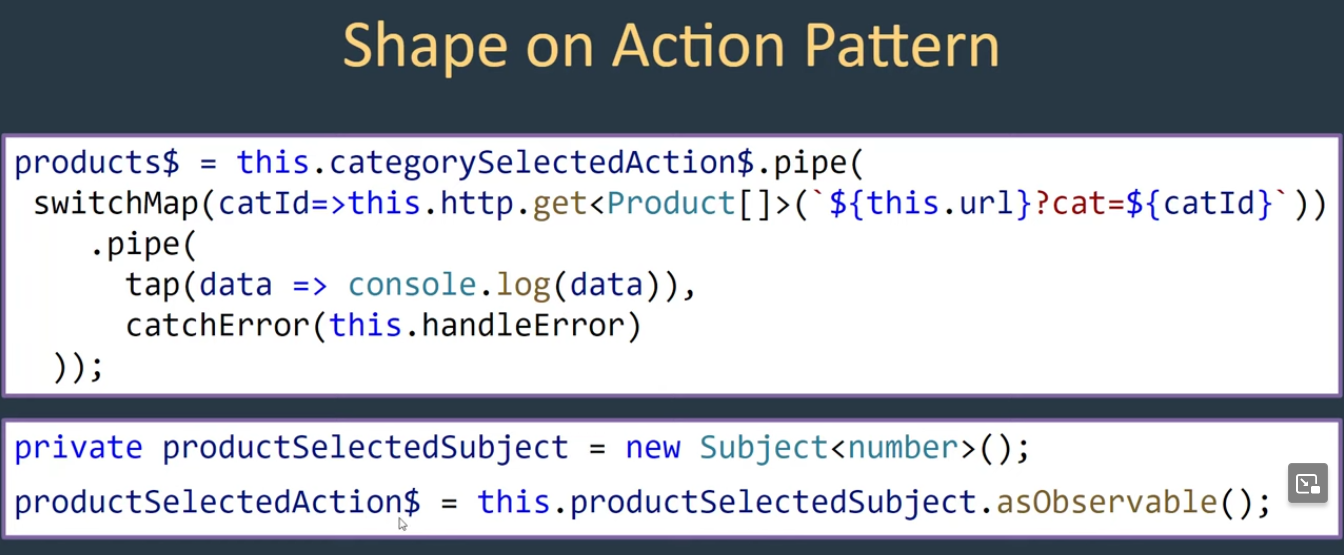 Shape on Action Pattern
products$ = this.categorySelectedAction$.pipe(
switchMap(catId=>this.http.get<Product[]>(`${this.url}?cat=${catId}`))
.pipe(
tap(data => console.log(data)),
catchError(this.handleError)
));
private productSelectedSubject = new Subject<number>();
productSelectedAction$ = this.productSelectedSubject.asObservable();